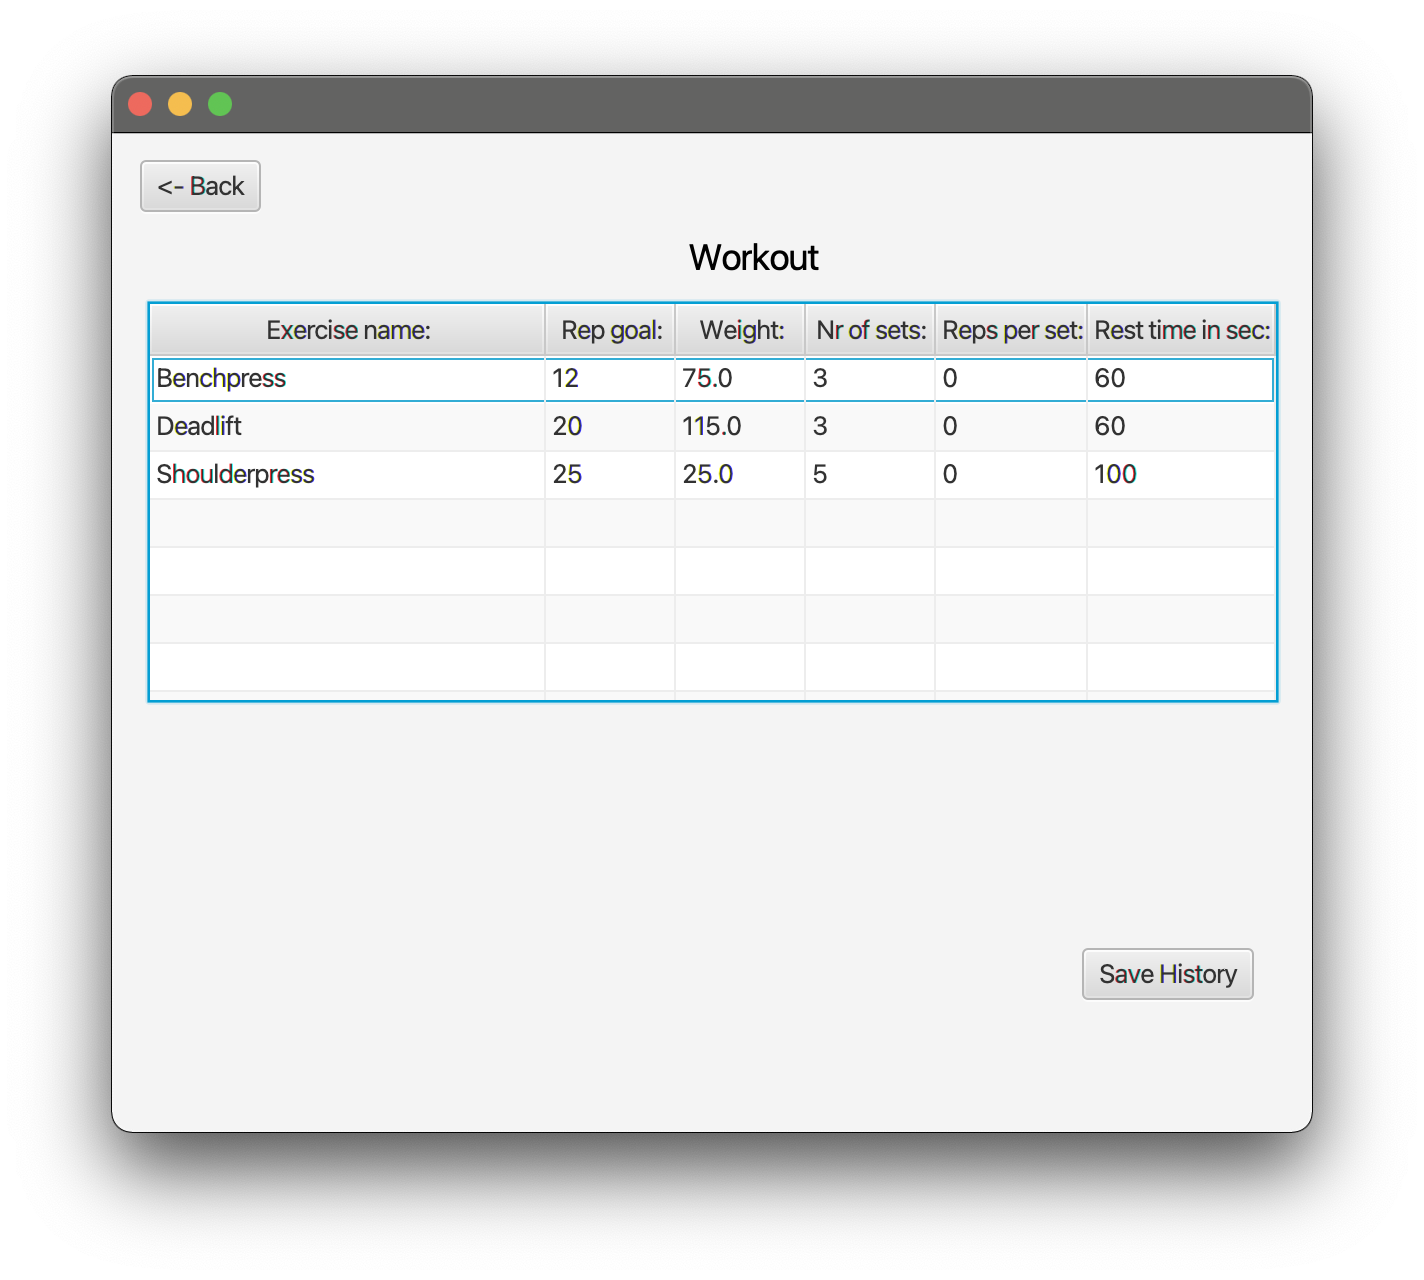 <- Back
Workout
Exercise name: Rep goal: Weight: Nr of sets: Reps per set: Rest time in sec:
Benchpress 12 75.0 3 0 60
Deadlift 20 115.0 3 0 60
Shoulderpress 25 25.0 5 0 100
Save History